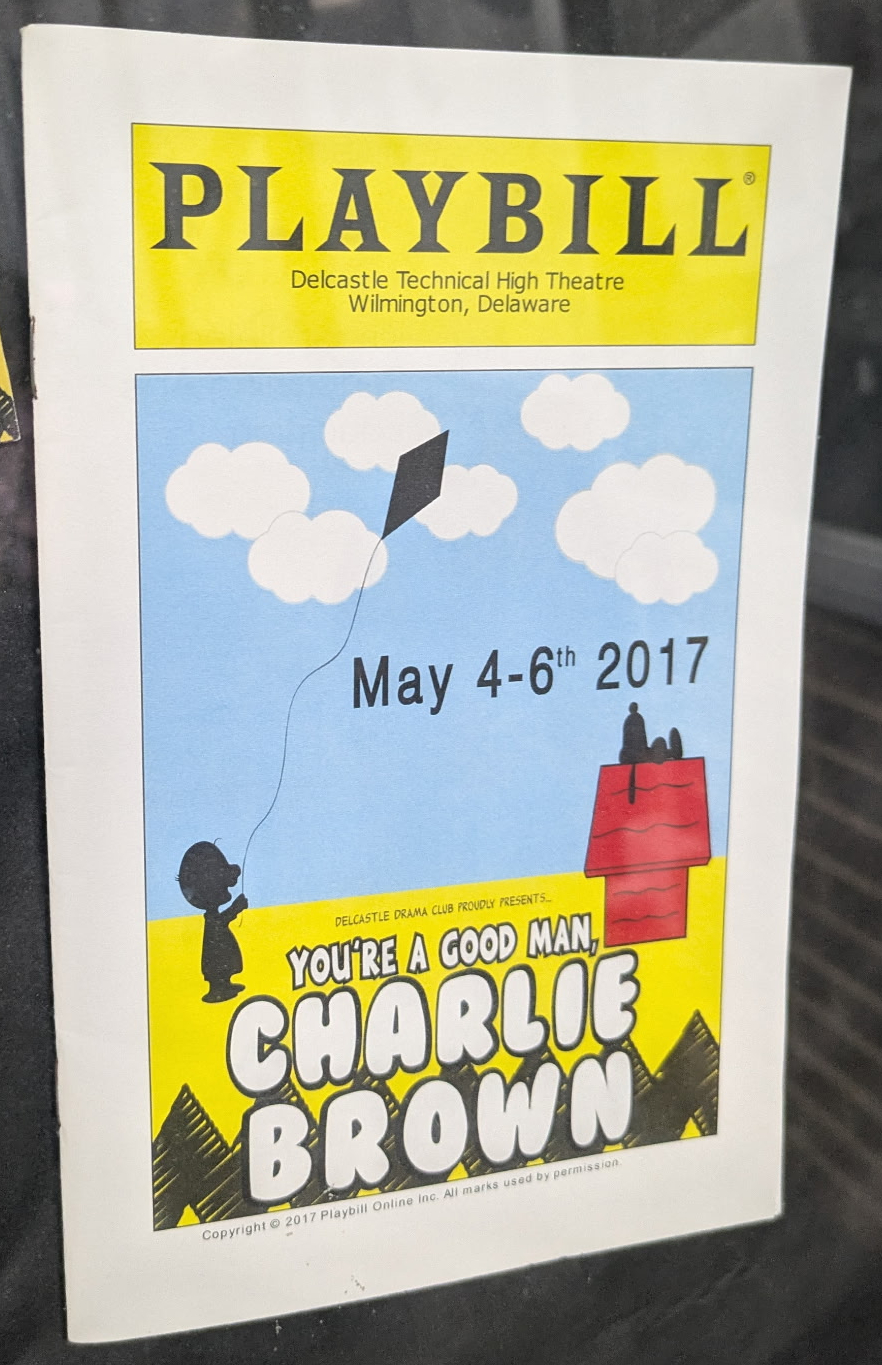 PLAYBILL®
Delcastle Technical High Theatre
Wilmington, Delaware
May 4-6th 2017
DELCASTLE DRAMA CLUB PROUDLY PRESENTS...
YOU'RE A GOOD MAN,
CHARLIE
BROWN
Copyright © 2017 Playbill Online Inc. All marks used by permission.